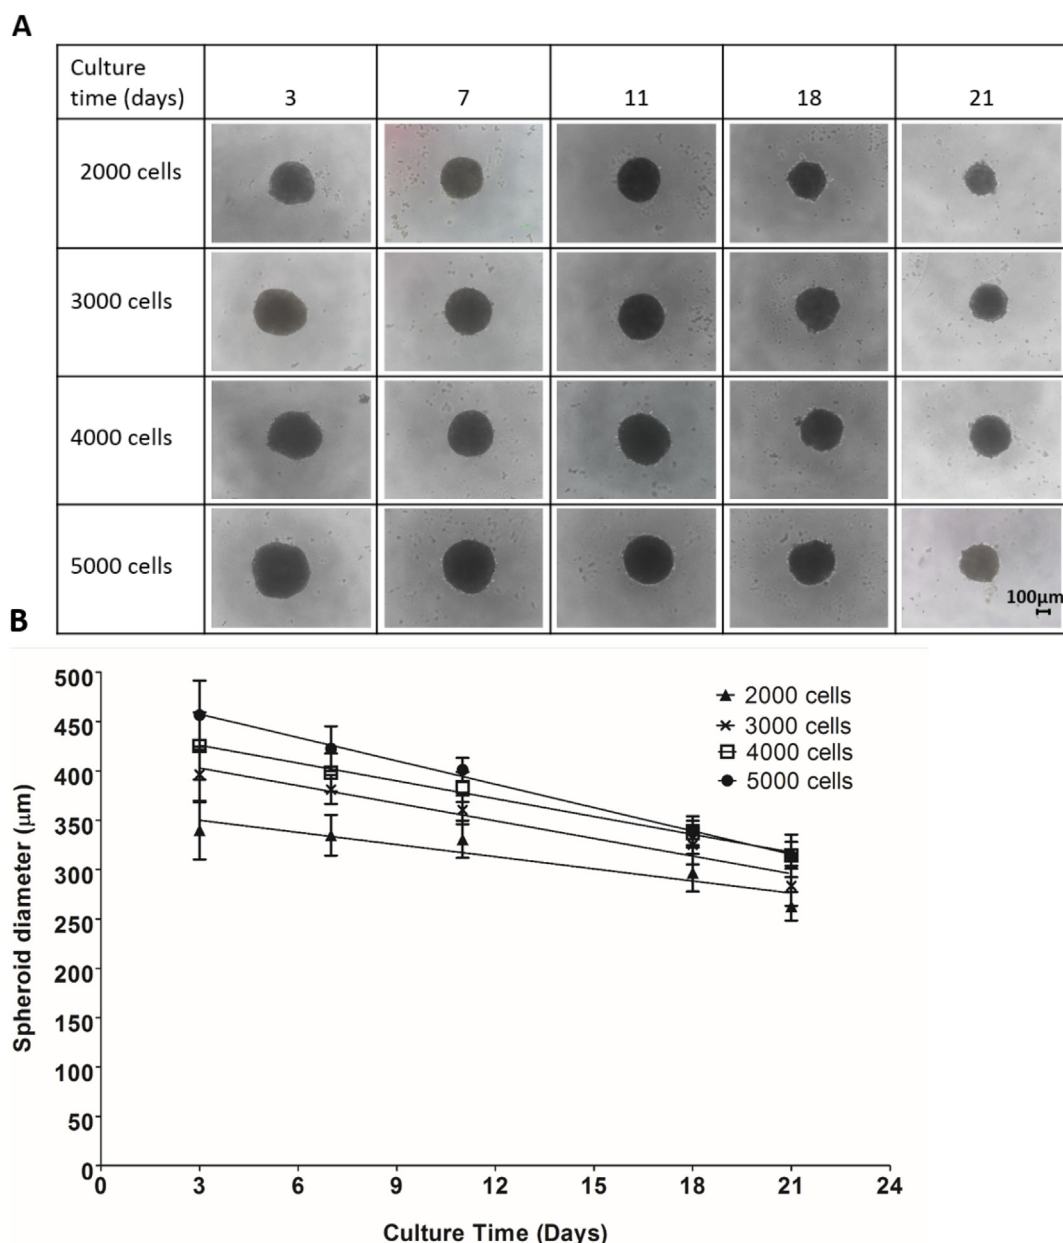 A
Culture
time (days)
3
7
11
18
21
2000 cells
3000 cells
4000 cells
5000 cells
100μm
B
500
450
400
350
300
250
200
150
100
50
0
Spheroid diameter (μm)
2000 cells
3000 cells
4000 cells
5000 cells
0
3
6
9
12
15
18
21
24
Culture Time (Days)